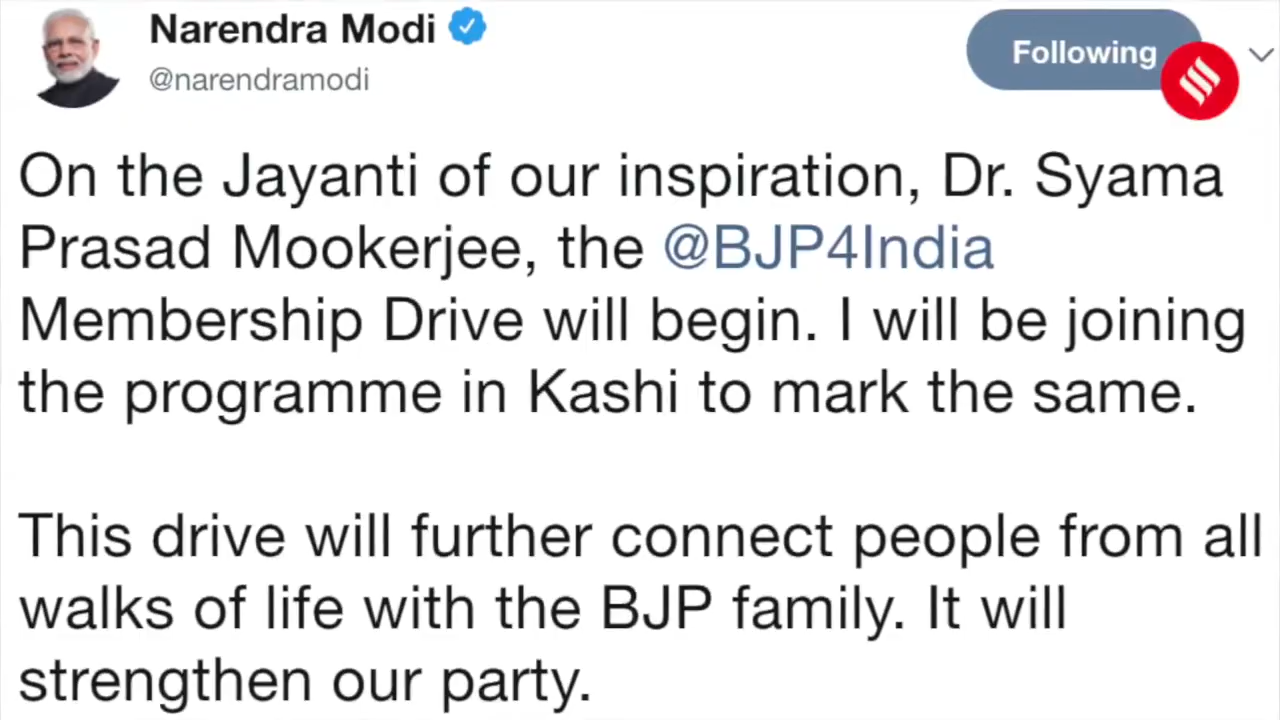 Narendra Modi
@narendramodi
Following
On the Jayanti of our inspiration, Dr. Syama
Prasad Mookerjee, the @BJP4India
Membership Drive will begin. I will be joining
the programme in Kashi to mark the same.
This drive will further connect people from all
walks of life with the BJP family. It will
strengthen our party.